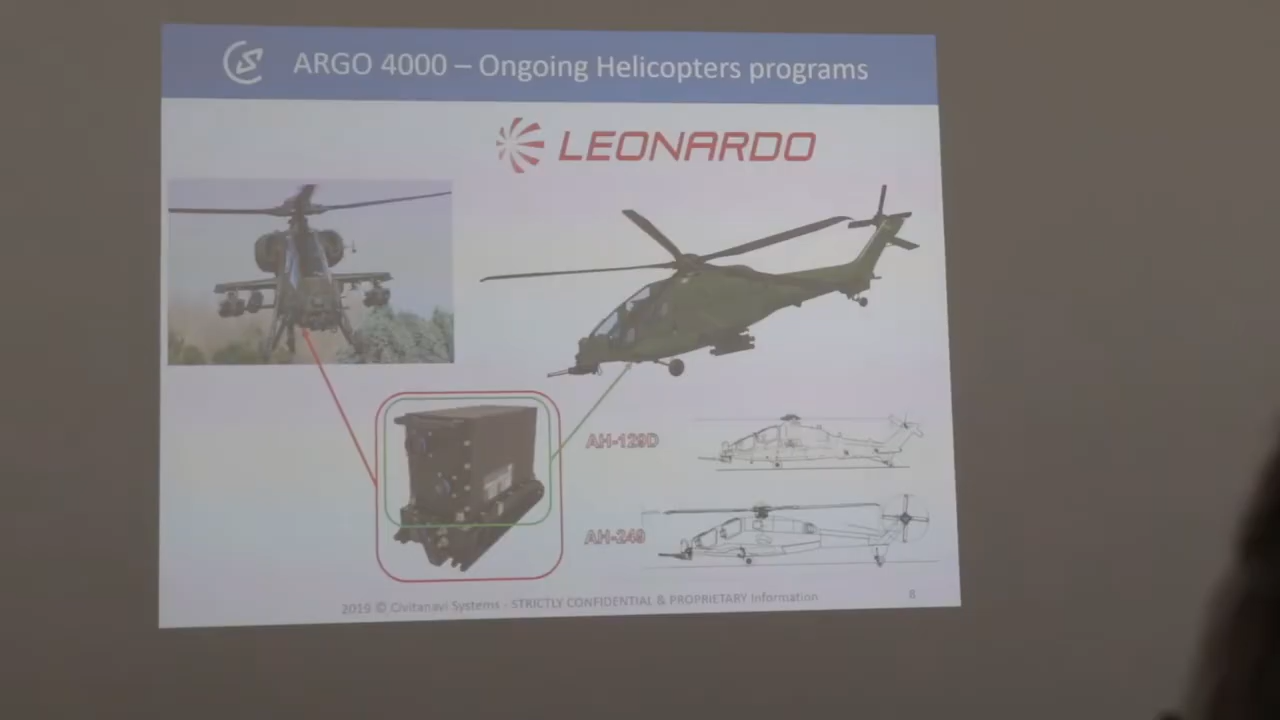 ARGO 4000 – Ongoing Helicopters programs
LEONARDO
AH-129D
AH-249
2019 © Civitanavi Systems - STRICTLY CONFIDENTIAL & PROPRIETARY Information
8